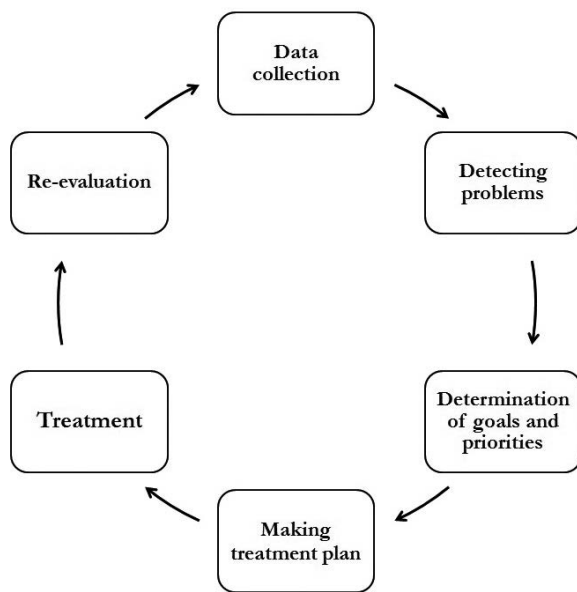 Data
collection
Detecting
problems
Determination
of goals and
priorities
Making
treatment plan
Treatment
Re-evaluation